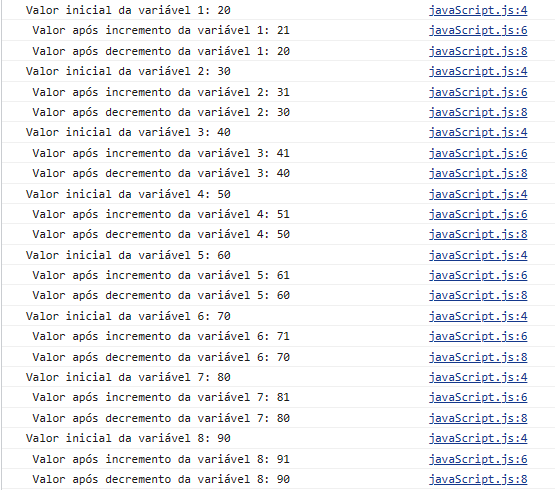 Valor inicial da variável 1: 20 javaScript.js:4
Valor após incremento da variável 1: 21 javaScript.js:6
Valor após decremento da variável 1: 20 javaScript.js:8
Valor inicial da variável 2: 30 javaScript.js:4
Valor após incremento da variável 2: 31 javaScript.js:6
Valor após decremento da variável 2: 30 javaScript.js:8
Valor inicial da variável 3: 40 javaScript.js:4
Valor após incremento da variável 3: 41 javaScript.js:6
Valor após decremento da variável 3: 40 javaScript.js:8
Valor inicial da variável 4: 50 javaScript.js:4
Valor após incremento da variável 4: 51 javaScript.js:6
Valor após decremento da variável 4: 50 javaScript.js:8
Valor inicial da variável 5: 60 javaScript.js:4
Valor após incremento da variável 5: 61 javaScript.js:6
Valor após decremento da variável 5: 60 javaScript.js:8
Valor inicial da variável 6: 70 javaScript.js:4
Valor após incremento da variável 6: 71 javaScript.js:6
Valor após decremento da variável 6: 70 javaScript.js:8
Valor inicial da variável 7: 80 javaScript.js:4
Valor após incremento da variável 7: 81 javaScript.js:6
Valor após decremento da variável 7: 80 javaScript.js:8
Valor inicial da variável 8: 90 javaScript.js:4
Valor após incremento da variável 8: 91 javaScript.js:6
Valor após decremento da variável 8: 90 javaScript.js:8